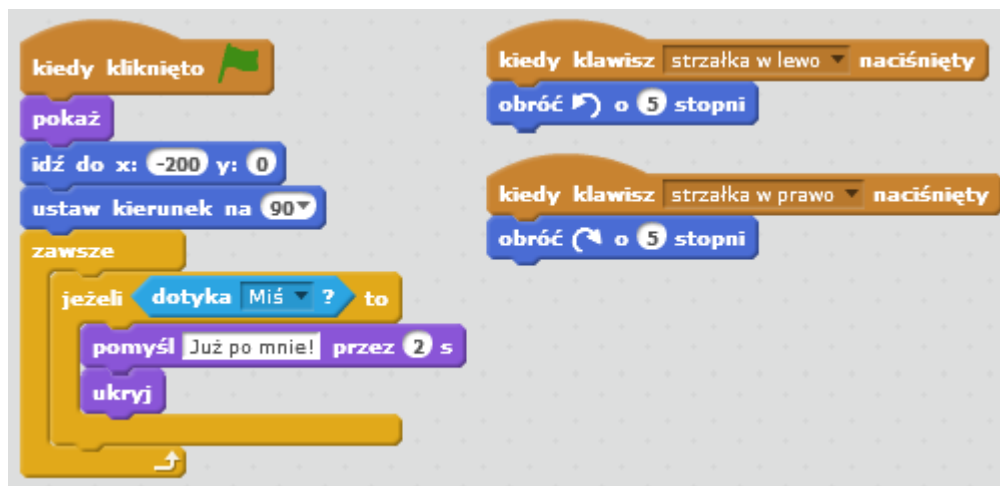 kiedy kliknięto
pokaż
idź do x: -200 y: 0
ustaw kierunek na 90
zawsze
jeżeli dotyka Miś ? to
pomyśl Już po mnie! przez 2 s
ukryj
kiedy klawisz strzałka w lewo naciśnięty
obróć o 5 stopni
kiedy klawisz strzałka w prawo naciśnięty
obróć o 5 stopni